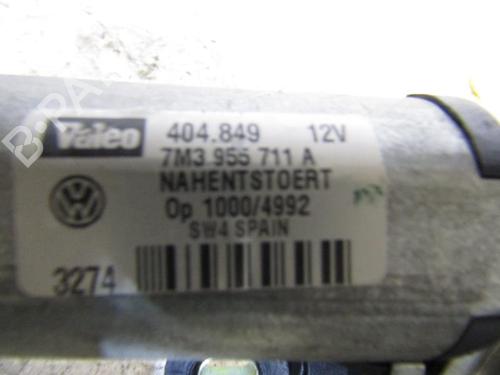 Valeo 404.849 12V
7M3 955 711 A
NAHENTSTOERT
Op 1000/4992
SW4 SPAIN
3274